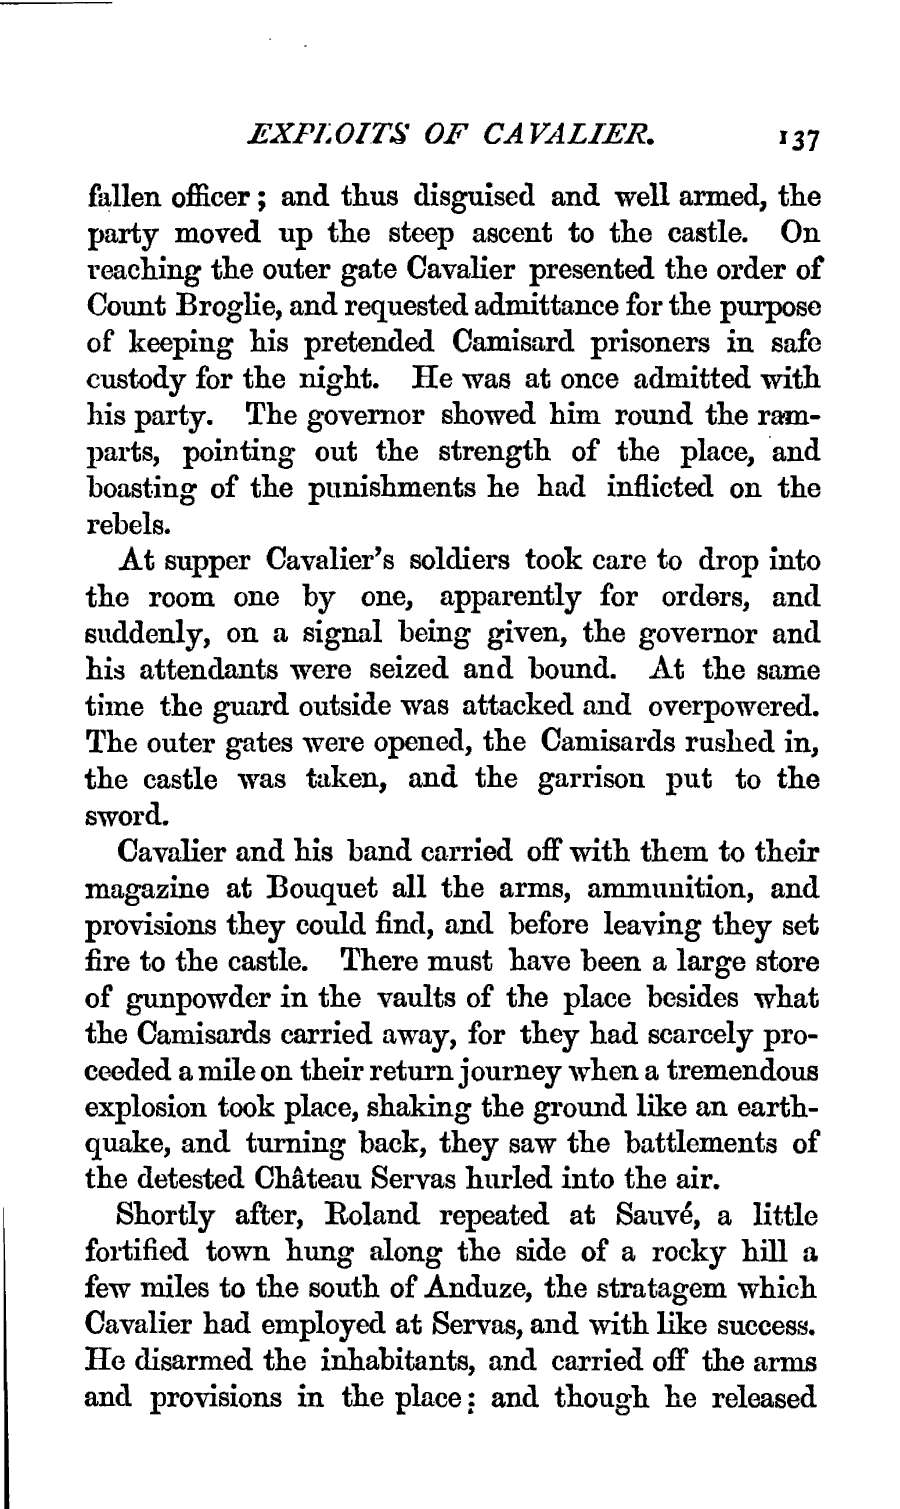 EXPLOITS OF CAVALIER. 137
fallen officer; and thus disguised and well armed, the
party moved up the steep ascent to the castle. On
reaching the outer gate Cavalier presented the order of
Count Broglie, and requested admittance for the purpose
of keeping his pretended Camisard prisoners in safe
custody for the night. He was at once admitted with
his party. The governor showed him round the ram-
parts, pointing out the strength of the place, and
boasting of the punishments he had inflicted on the
rebels.
At supper Cavalier's soldiers took care to drop into
the room one by one, apparently for orders, and
suddenly, on a signal being given, the governor and
his attendants were seized and bound. At the same
time the guard outside was attacked and overpowered.
The outer gates were opened, the Camisards rushed in,
the castle was taken, and the garrison put to the
sword.
Cavalier and his band carried off with them to their
magazine at Bouquet all the arms, ammunition, and
provisions they could find, and before leaving they set
fire to the castle. There must have been a large store
of gunpowder in the vaults of the place besides what
the Camisards carried away, for they had scarcely pro-
ceeded a mile on their return journey when a tremendous
explosion took place, shaking the ground like an earth-
quake, and turning back, they saw the battlements of
the detested Château Servas hurled into the air.
Shortly after, Roland repeated at Sauvé, a little
fortified town hung along the side of a rocky hill a
few miles to the south of Anduze, the stratagem which
Cavalier had employed at Servas, and with like success.
He disarmed the inhabitants, and carried off the arms
and provisions in the place; and though he released